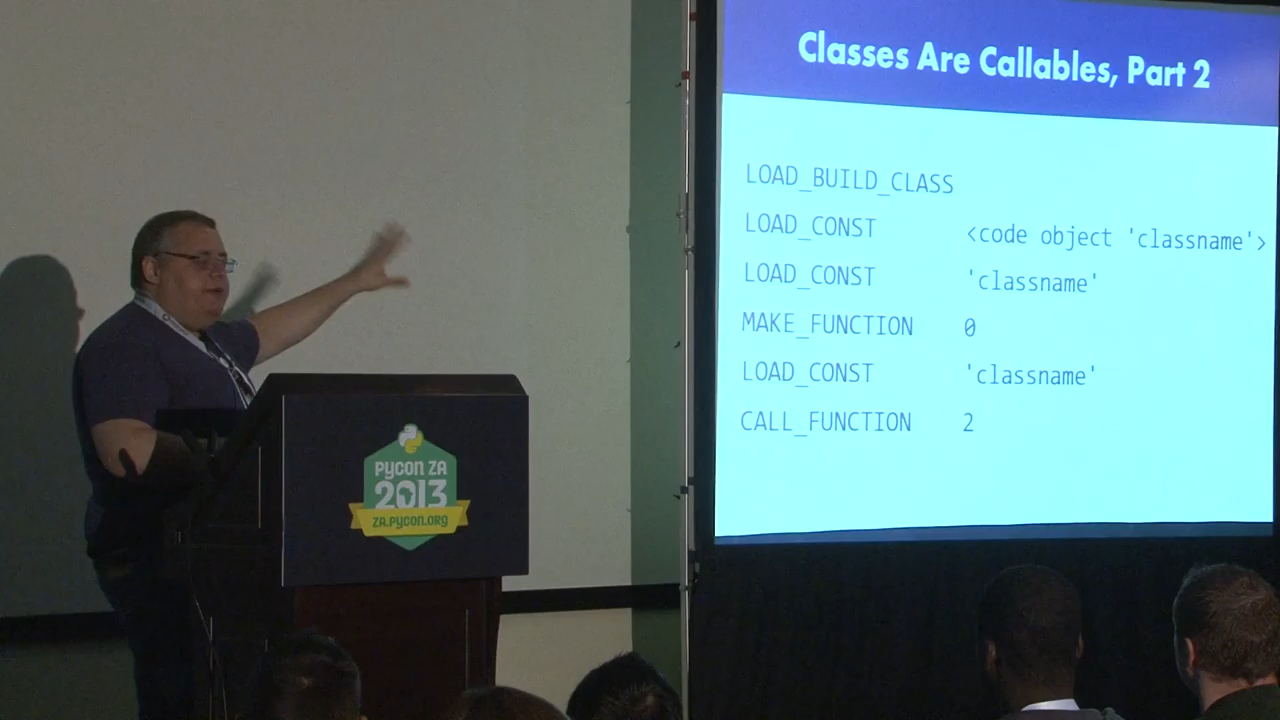 Classes Are Callables, Part 2
LOAD_BUILD_CLASS
LOAD_CONST <code object 'classname'>
LOAD_CONST 'classname'
MAKE_FUNCTION 0
LOAD_CONST 'classname'
CALL_FUNCTION 2
PYCON ZA
2013
ZA.PYCON.ORG